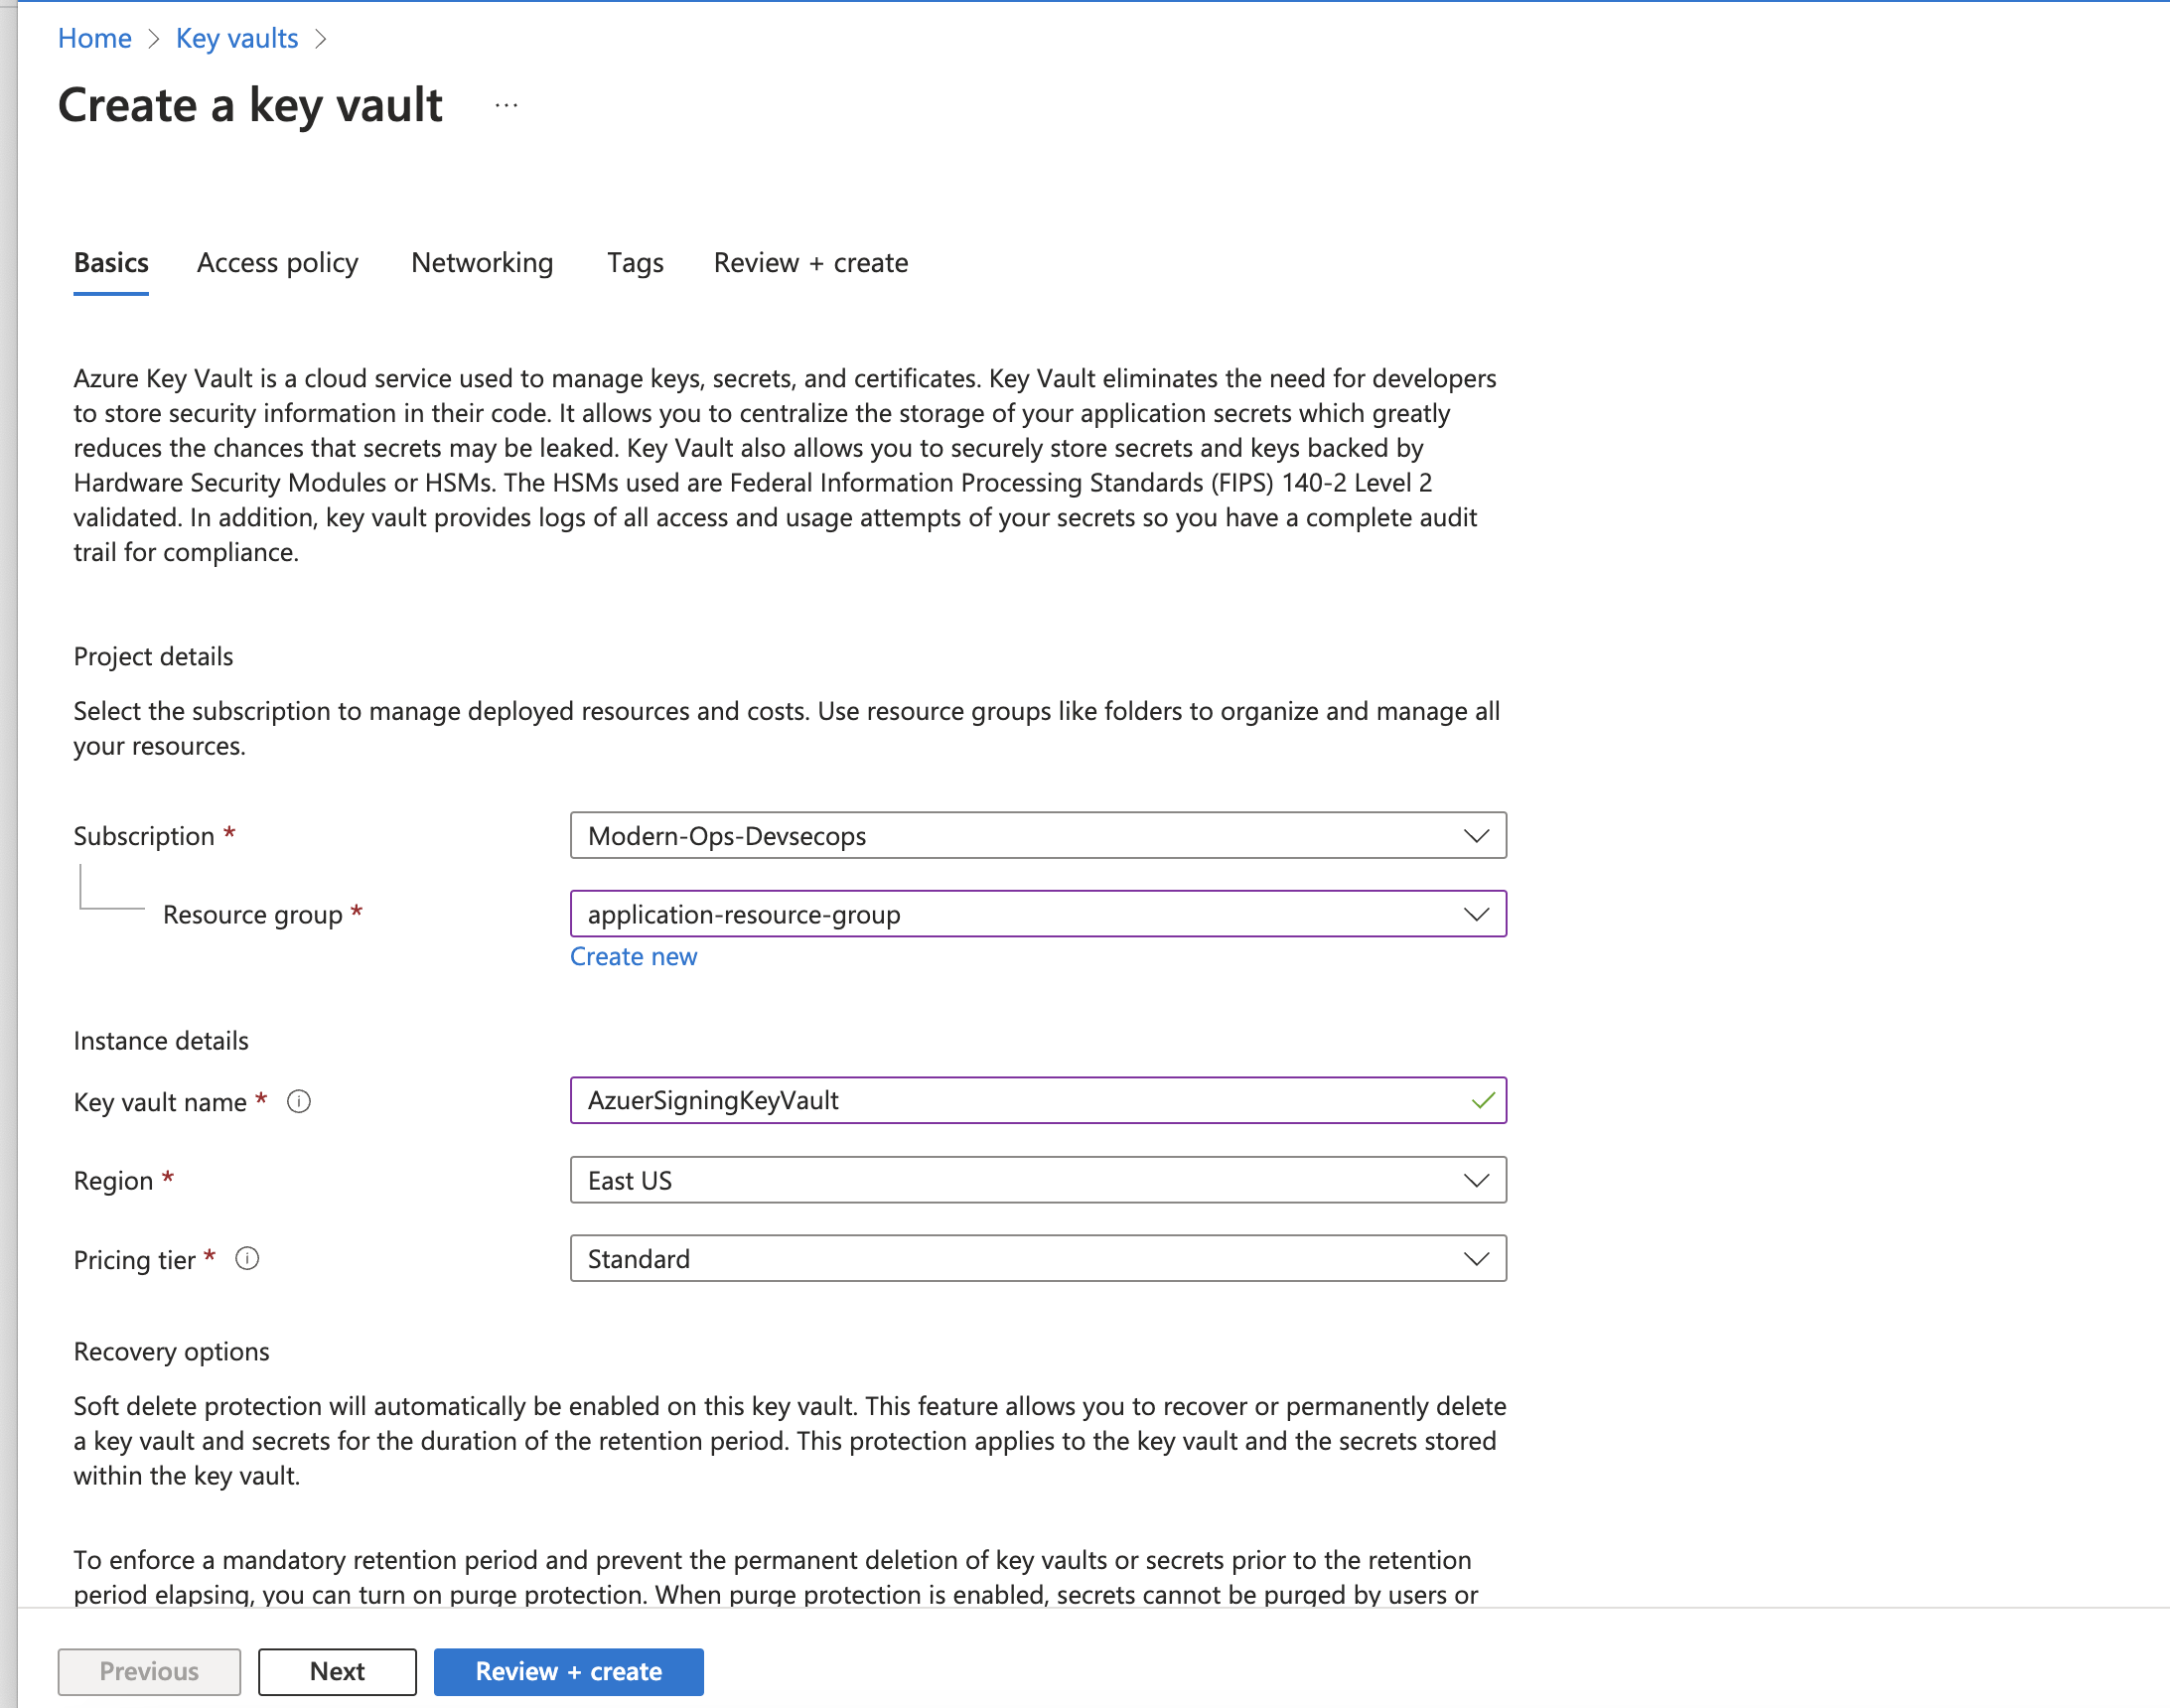 Home > Key vaults >
Create a key vault ...
Basics Access policy Networking Tags Review + create
Azure Key Vault is a cloud service used to manage keys, secrets, and certificates. Key Vault eliminates the need for developers
to store security information in their code. It allows you to centralize the storage of your application secrets which greatly
reduces the chances that secrets may be leaked. Key Vault also allows you to securely store secrets and keys backed by
Hardware Security Modules or HSMs. The HSMs used are Federal Information Processing Standards (FIPS) 140-2 Level 2
validated. In addition, key vault provides logs of all access and usage attempts of your secrets so you have a complete audit
trail for compliance.
Project details
Select the subscription to manage deployed resources and costs. Use resource groups like folders to organize and manage all
your resources.
Subscription * Modern-Ops-Devsecops
Resource group * application-resource-group
Create new
Instance details
Key vault name * AzuerSigningKeyVault
Region * East US
Pricing tier * Standard
Recovery options
Soft delete protection will automatically be enabled on this key vault. This feature allows you to recover or permanently delete
a key vault and secrets for the duration of the retention period. This protection applies to the key vault and the secrets stored
within the key vault.
To enforce a mandatory retention period and prevent the permanent deletion of key vaults or secrets prior to the retention
period elapsing, you can turn on purge protection. When purge protection is enabled, secrets cannot be purged by users or
Previous Next Review + create